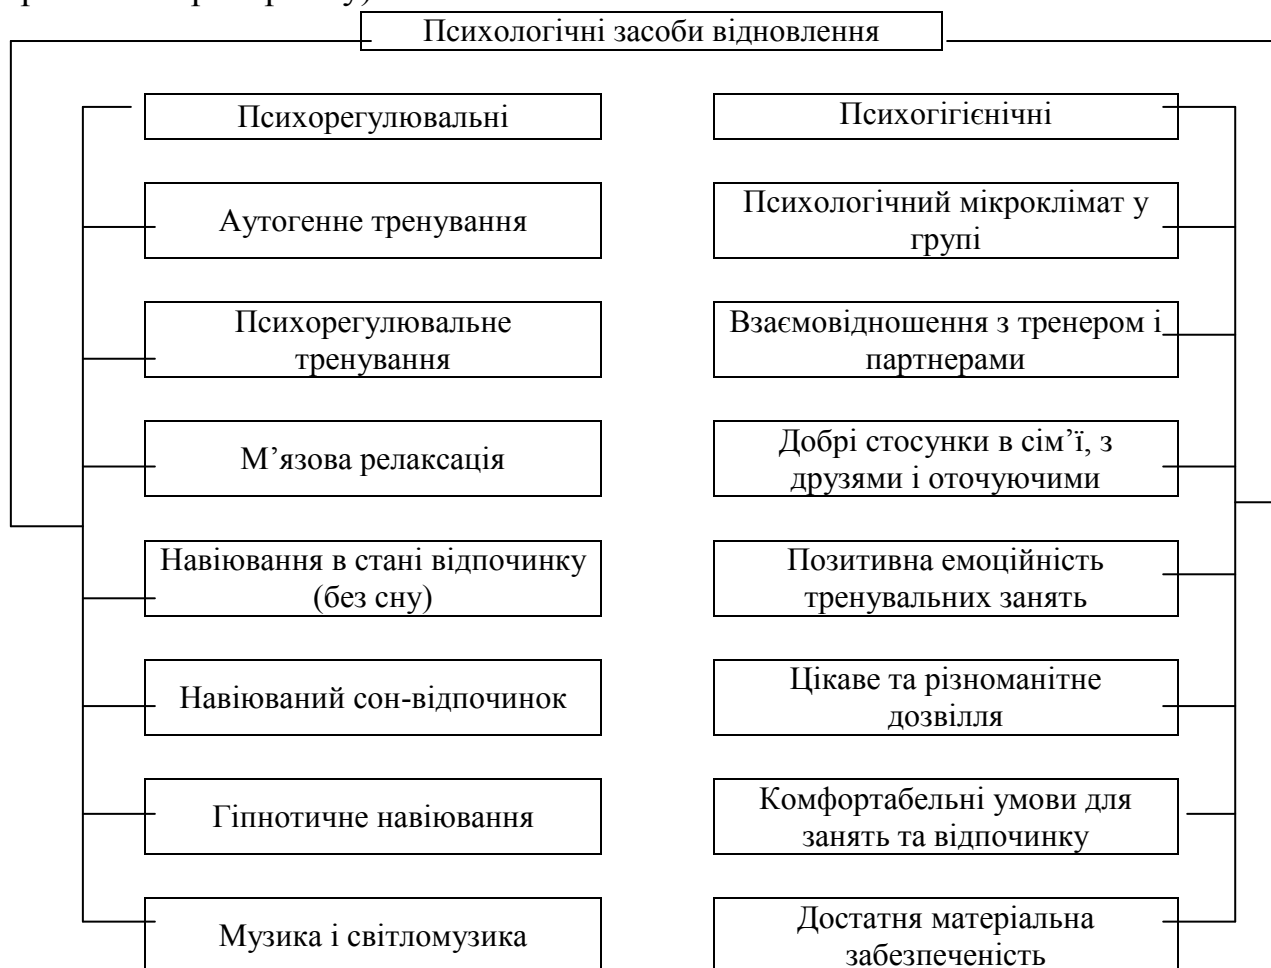 Психологічні засоби відновлення
Психорегулювальні
Аутогенне тренування
Психорегулювальне
тренування
М’язова релаксація
Навіювання в стані відпочинку
(без сну)
Навіюваний сон-відпочинок
Гіпнотичне навіювання
Музика і світломузика
Психогігієнічні
Психологічний мікроклімат у
групі
Взаємовідношення з тренером і
партнерами
Добрі стосунки в сім’ї, з
друзями і оточуючими
Позитивна емоційність
тренувальних занять
Цікаве та різноманітне
дозвілля
Комфортабельні умови для
занять та відпочинку
Достатня матеріальна
забезпеченість